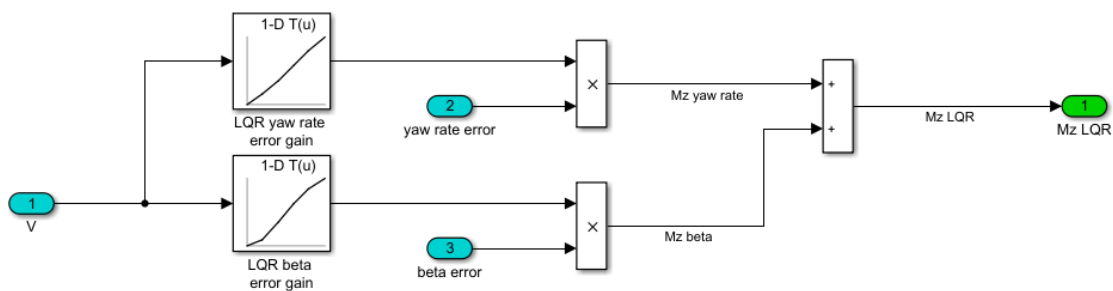 1-D T(u)
LQR yaw rate
error gain
2
yaw rate error
×
Mz yaw rate
+
+
Mz LQR
1
Mz LQR
1
V
1-D T(u)
LQR beta
error gain
3
beta error
×
Mz beta